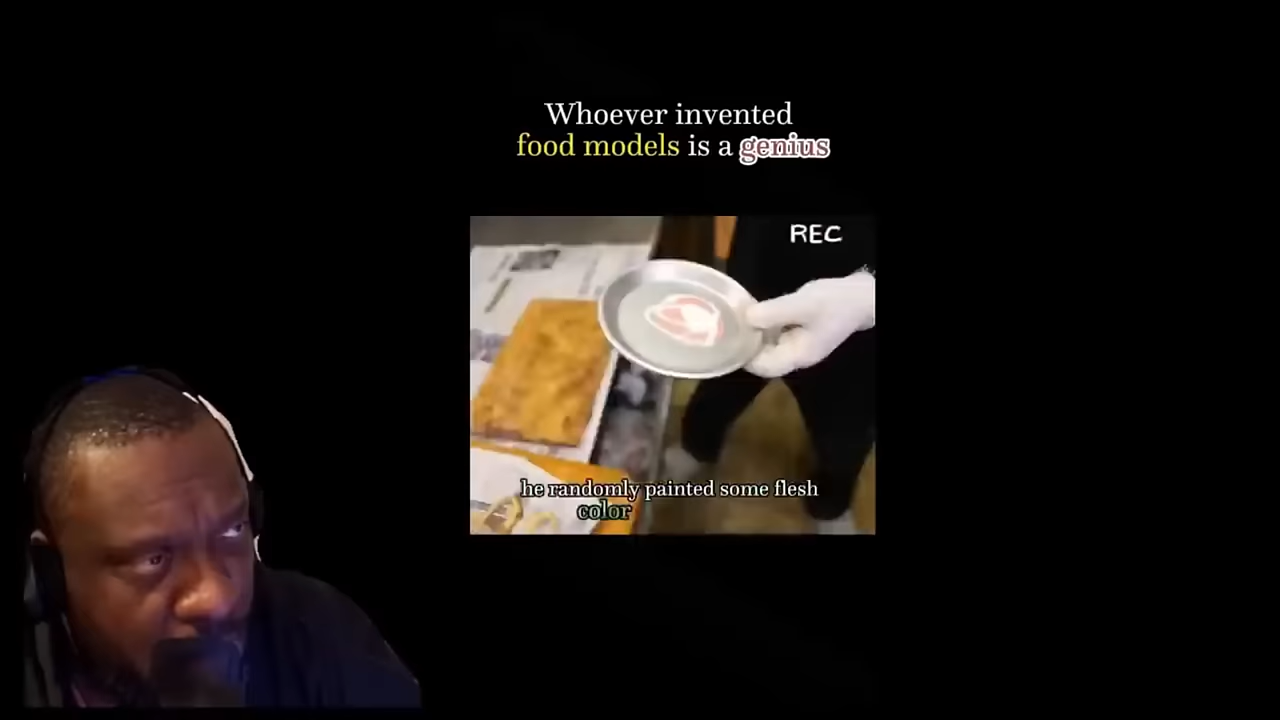 Whoever invented
food models is a genius
REC
he randomly painted some flesh
color